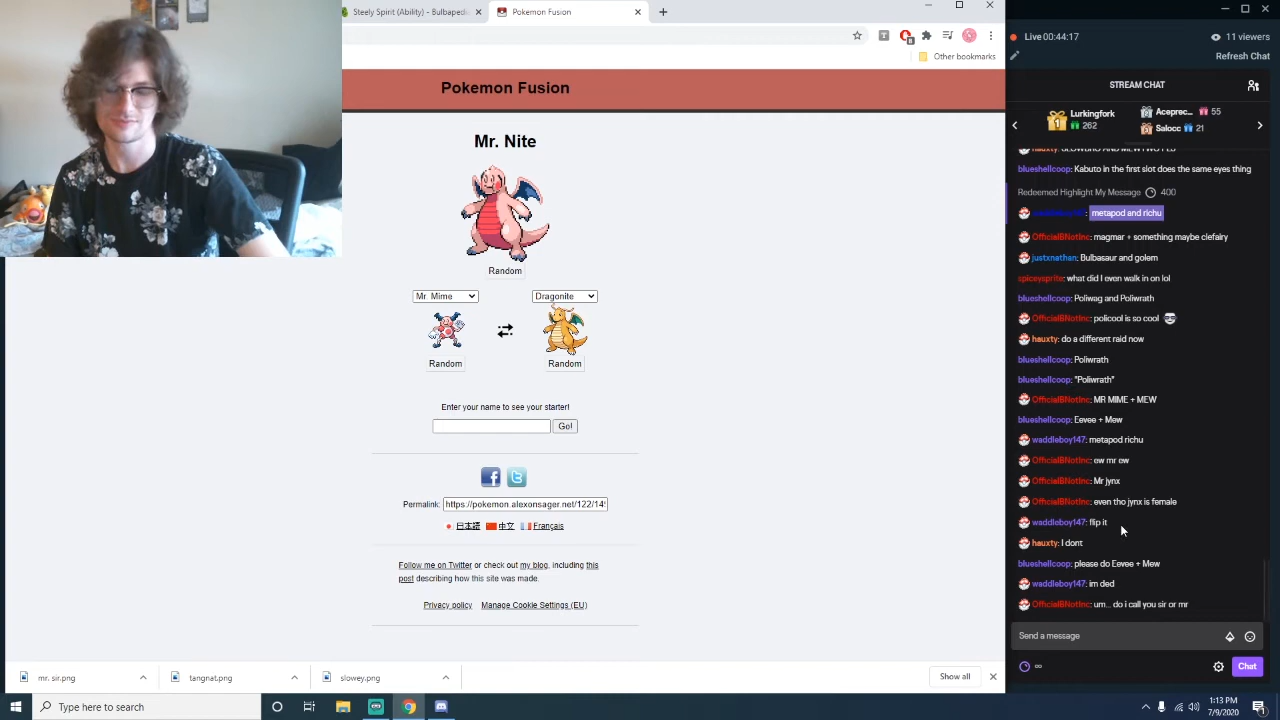 Steely Spirit (Ability) - Bulbaped
Pokemon Fusion
Other bookmarks
Pokemon Fusion
Mr. Nite
Random
Mr. Mime
Dragonite
Random
Random
Enter your name to see your starter!
Go!
Permalink: https://pokemon.alexonsager.net/122/149
日本語 中文 Français
Follow me on Twitter or check out my blog, including this
post describing how this site was made.
Privacy policy Manage Cookie Settings (EU)
mr. sir.png
tangnat.png
slowey.png
Show all
Type here to search
1:13 PM
7/9/2020
Live 00:44:17
11 viewers
Refresh Chat
STREAM CHAT
Lurkingfork
262
Aceprec... 55
Salocc 21
hauxty: SLOWBRO AND MEWTWO PLS
blueshellcoop: Kabuto in the first slot does the same eyes thing
Redeemed Highlight My Message 400
waddleboy147: metapod and richu
OfficialBNotInc: magmar + something maybe clefairy
justxnathan: Bulbasaur and golem
spiceysprite: what did I even walk in on lol
blueshellcoop: Poliwag and Poliwrath
OfficialBNotInc: policool is so cool
hauxty: do a different raid now
blueshellcoop: Poliwrath
blueshellcoop: "Poliwrath"
OfficialBNotInc: MR MIME + MEW
blueshellcoop: Eevee + Mew
waddleboy147: metapod richu
OfficialBNotInc: ew mr ew
OfficialBNotInc: Mr jynx
OfficialBNotInc: even tho jynx is female
waddleboy147: flip it
hauxty: I dont
blueshellcoop: please do Eevee + Mew
waddleboy147: im ded
OfficialBNotInc: um... do i call you sir or mr
Send a message
Chat